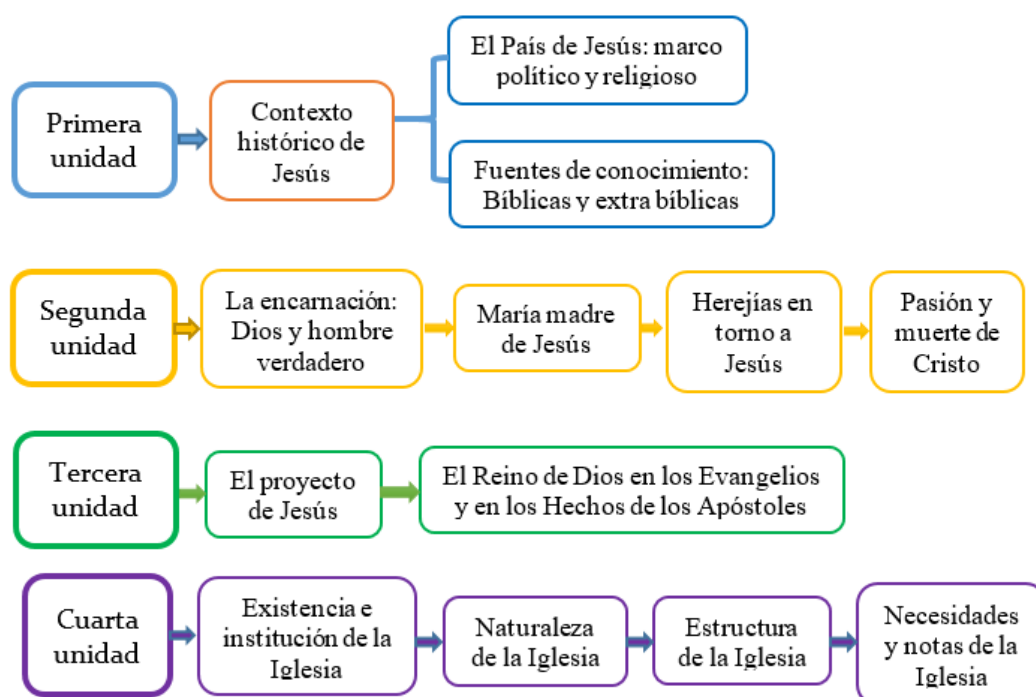 Primera
unidad
Contexto
histórico de
Jesús
El País de Jesús: marco
político y religioso
Fuentes de conocimiento:
Bíblicas y extra bíblicas
Segunda
unidad
La encarnación:
Dios y hombre
verdadero
María madre
de Jesús
Herejías en
torno a
Jesús
Pasión y
muerte de
Cristo
Tercera
unidad
El proyecto
de Jesús
El Reino de Dios en los Evangelios
y en los Hechos de los Apóstoles
Cuarta
unidad
Existencia e
institución de la
Iglesia
Naturaleza
de la Iglesia
Estructura
de la Iglesia
Necesidades
y notas de la
Iglesia